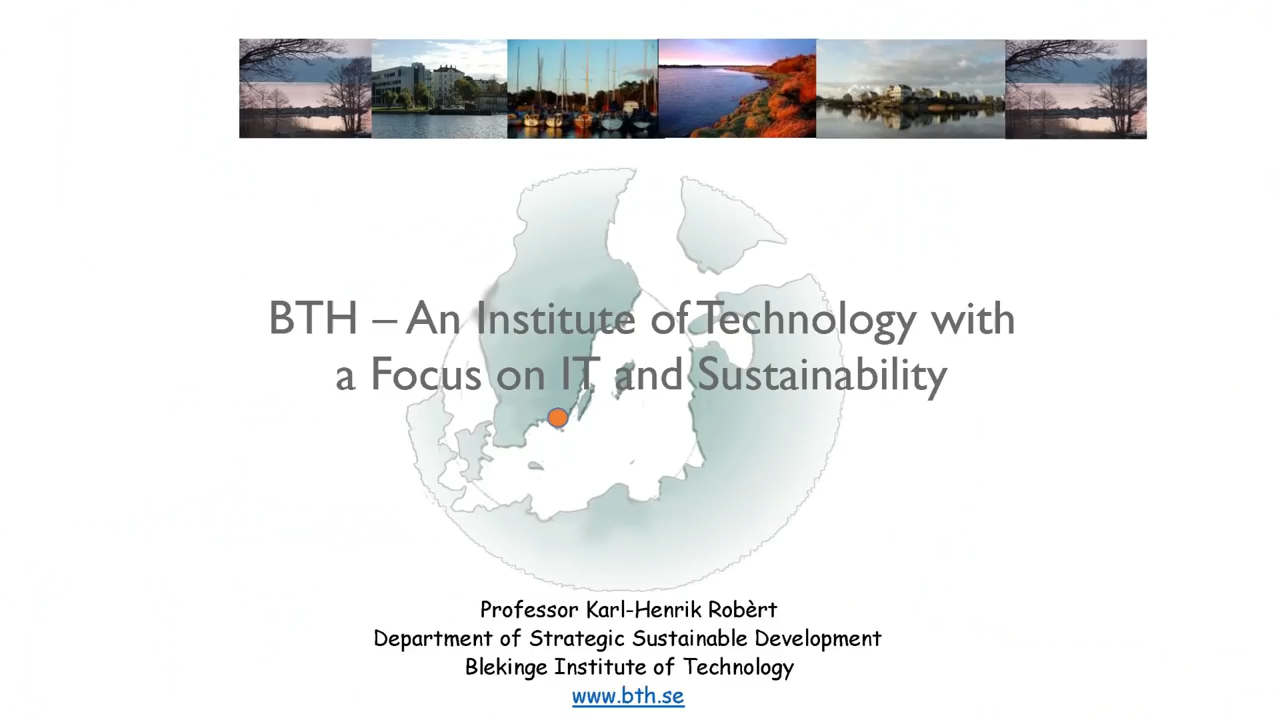 BTH – An Institute of Technology with
a Focus on IT and Sustainability
Professor Karl-Henrik Robèrt
Department of Strategic Sustainable Development
Blekinge Institute of Technology
www.bth.se